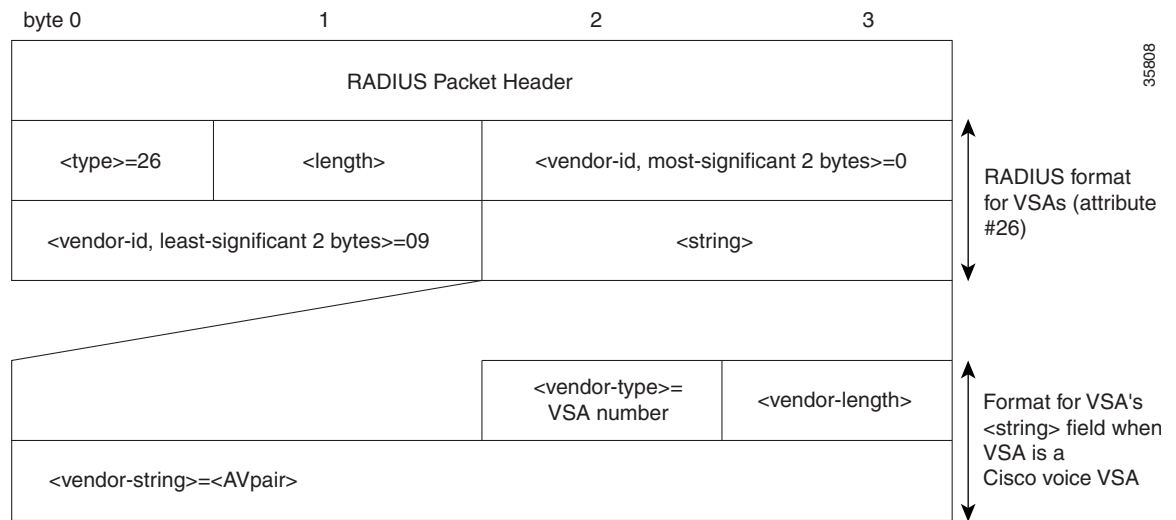 byte 0 1 2 3
35808
RADIUS Packet Header
<type>=26
<length>
<vendor-id, most-significant 2 bytes>=0
RADIUS format
for VSAs (attribute
#26)
<vendor-id, least-significant 2 bytes>=09
<string>
<vendor-type>=
VSA number
<vendor-length>
Format for VSA's
<string> field when
VSA is a
Cisco voice VSA
<vendor-string>=<AVpair>